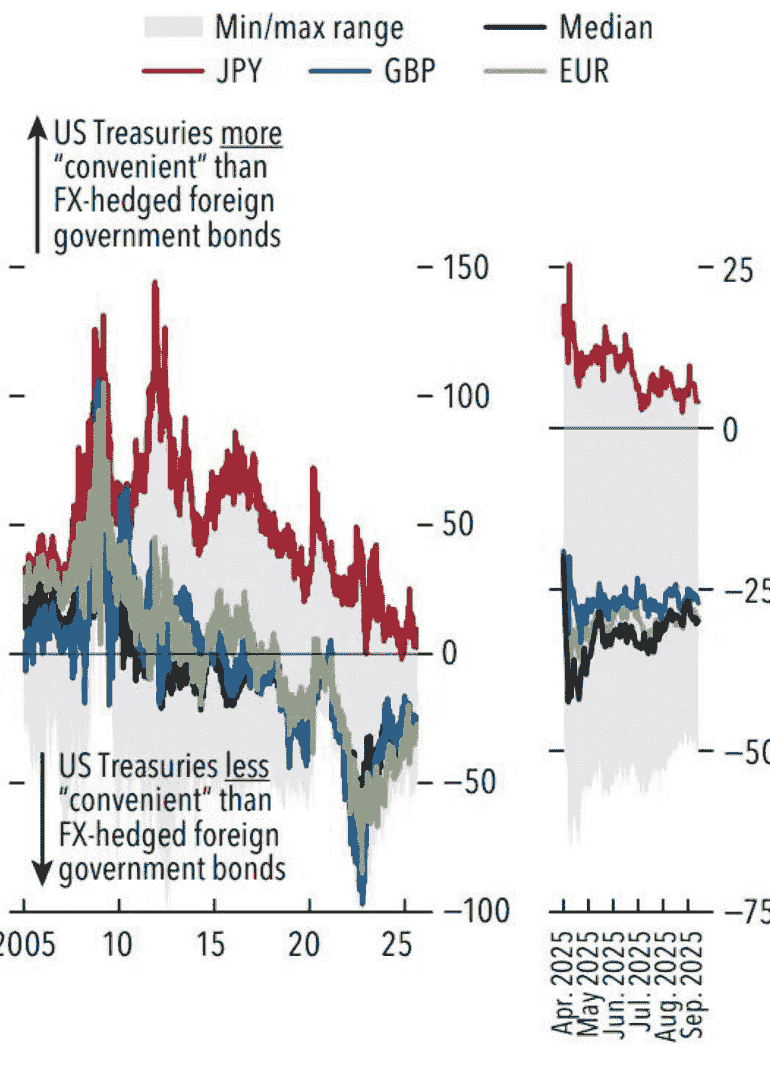 Min/max range Median
JPY GBP EUR
US Treasuries more
"convenient" than
FX-hedged foreign
government bonds
150 25
100
0
50
-25
0
-50
US Treasuries less
"convenient" than
FX-hedged foreign
government bonds
-50
-100 -75
2005 10 15 20 25
Apr. 2025
May 2025
Jun. 2025
Jul. 2025
Aug. 2025
Sep. 2025